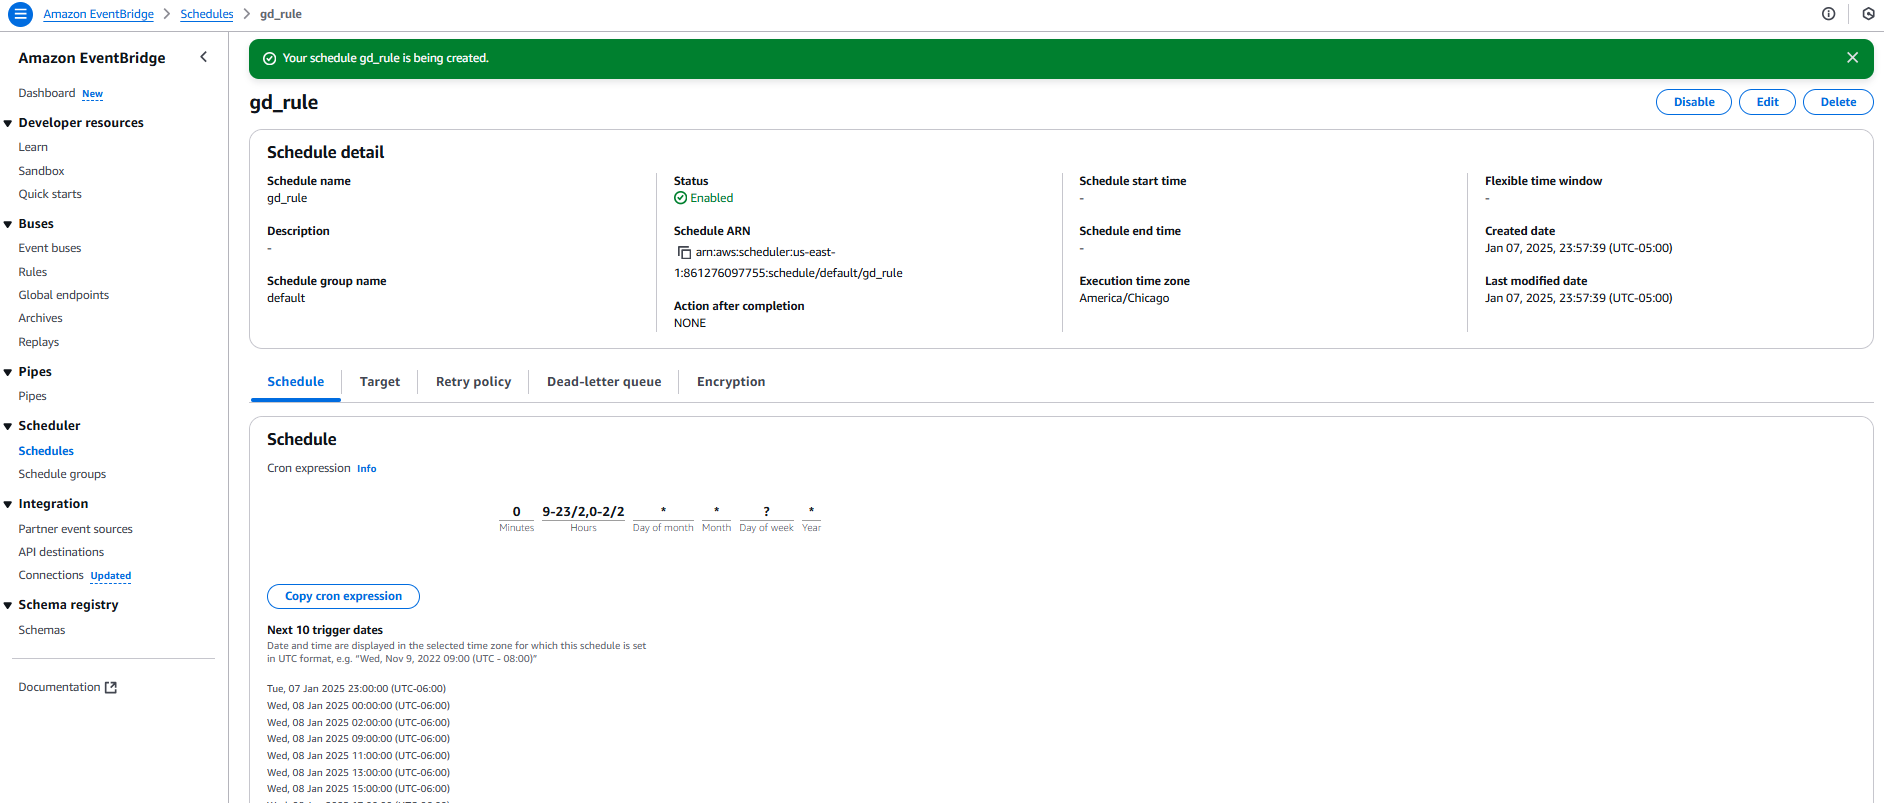 Amazon EventBridge > Schedules > gd_rule
Amazon EventBridge
Dashboard New
Developer resources
Learn
Sandbox
Quick starts
Buses
Event buses
Rules
Global endpoints
Archives
Replays
Pipes
Pipes
Scheduler
Schedules
Schedule groups
Integration
Partner event sources
API destinations
Connections Updated
Schema registry
Schemas
Documentation
Your schedule gd_rule is being created.
gd_rule
Disable
Edit
Delete
Schedule detail
Schedule name
gd_rule
Description
-
Schedule group name
default
Status
Enabled
Schedule ARN
arn:aws:scheduler:us-east-
1:861276097755:schedule/default/gd_rule
Action after completion
NONE
Schedule start time
-
Schedule end time
-
Execution time zone
America/Chicago
Flexible time window
-
Created date
Jan 07, 2025, 23:57:39 (UTC-05:00)
Last modified date
Jan 07, 2025, 23:57:39 (UTC-05:00)
Schedule
Target
Retry policy
Dead-letter queue
Encryption
Schedule
Cron expression Info
0 9-23/2,0-2/2 * * ? *
Minutes Hours Day of month Month Day of week Year
Copy cron expression
Next 10 trigger dates
Date and time are displayed in the selected time zone for which this schedule is set
in UTC format, e.g. “Wed, Nov 9, 2022 09:00 (UTC - 08:00)”
Tue, 07 Jan 2025 23:00:00 (UTC-06:00)
Wed, 08 Jan 2025 00:00:00 (UTC-06:00)
Wed, 08 Jan 2025 02:00:00 (UTC-06:00)
Wed, 08 Jan 2025 09:00:00 (UTC-06:00)
Wed, 08 Jan 2025 11:00:00 (UTC-06:00)
Wed, 08 Jan 2025 13:00:00 (UTC-06:00)
Wed, 08 Jan 2025 15:00:00 (UTC-06:00)